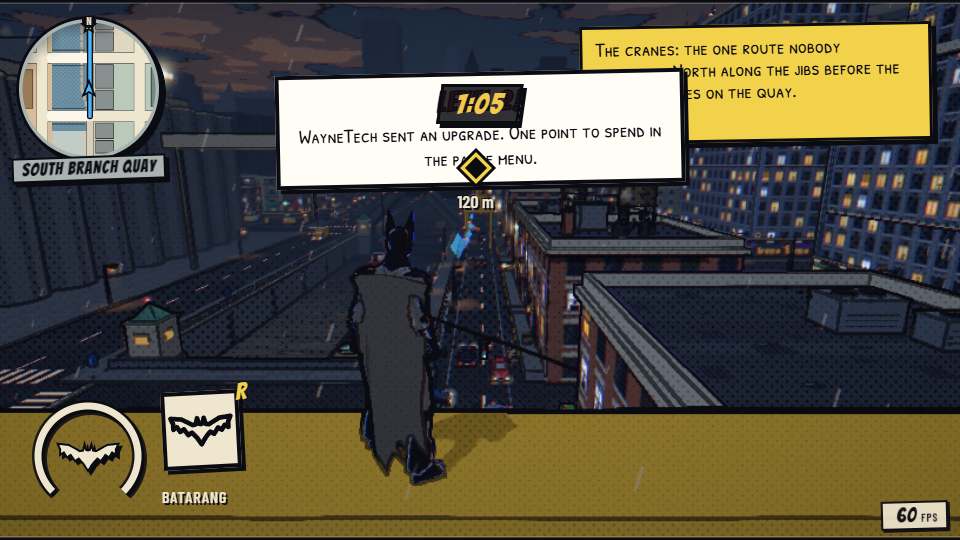 N
SOUTH BRANCH QUAY
THE CRANES: THE ONE ROUTE NOBODY
NORTH ALONG THE JIBS BEFORE THE
ES ON THE QUAY.
1:05
WAYNETECH SENT AN UPGRADE. ONE POINT TO SPEND IN
THE MENU.
120 m
R
BATARANG
60 FPS